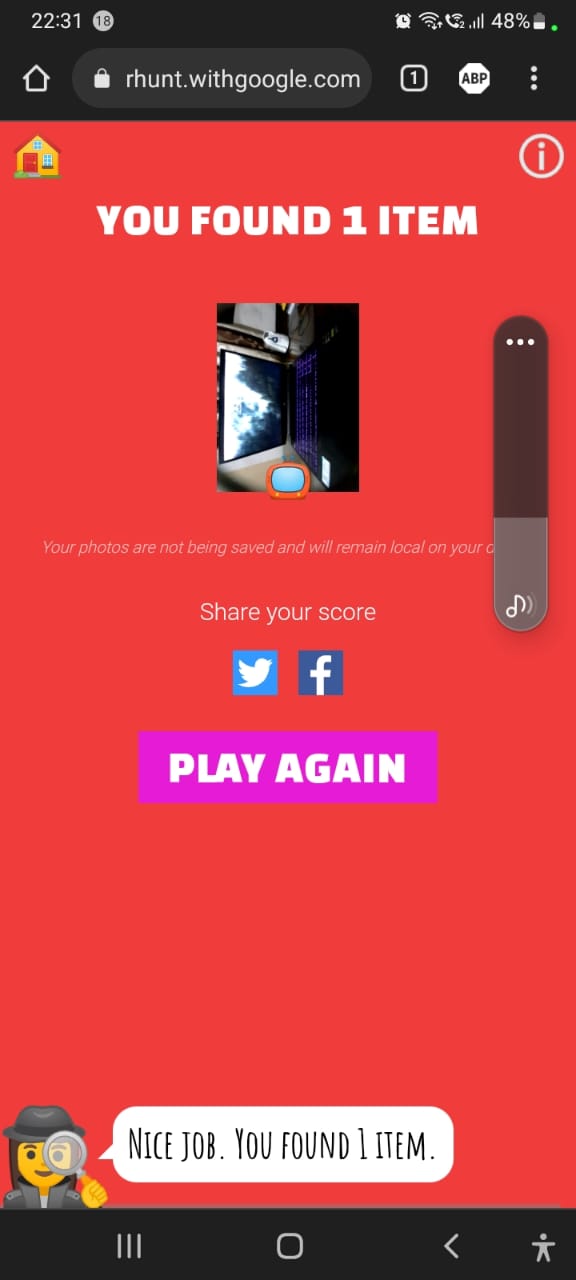 22:31 18 48%
rhunt.withgoogle.com 1 ABP
YOU FOUND 1 ITEM
Your photos are not being saved and will remain local on your d
Share your score
PLAY AGAIN
NICE JOB. YOU FOUND 1 ITEM.